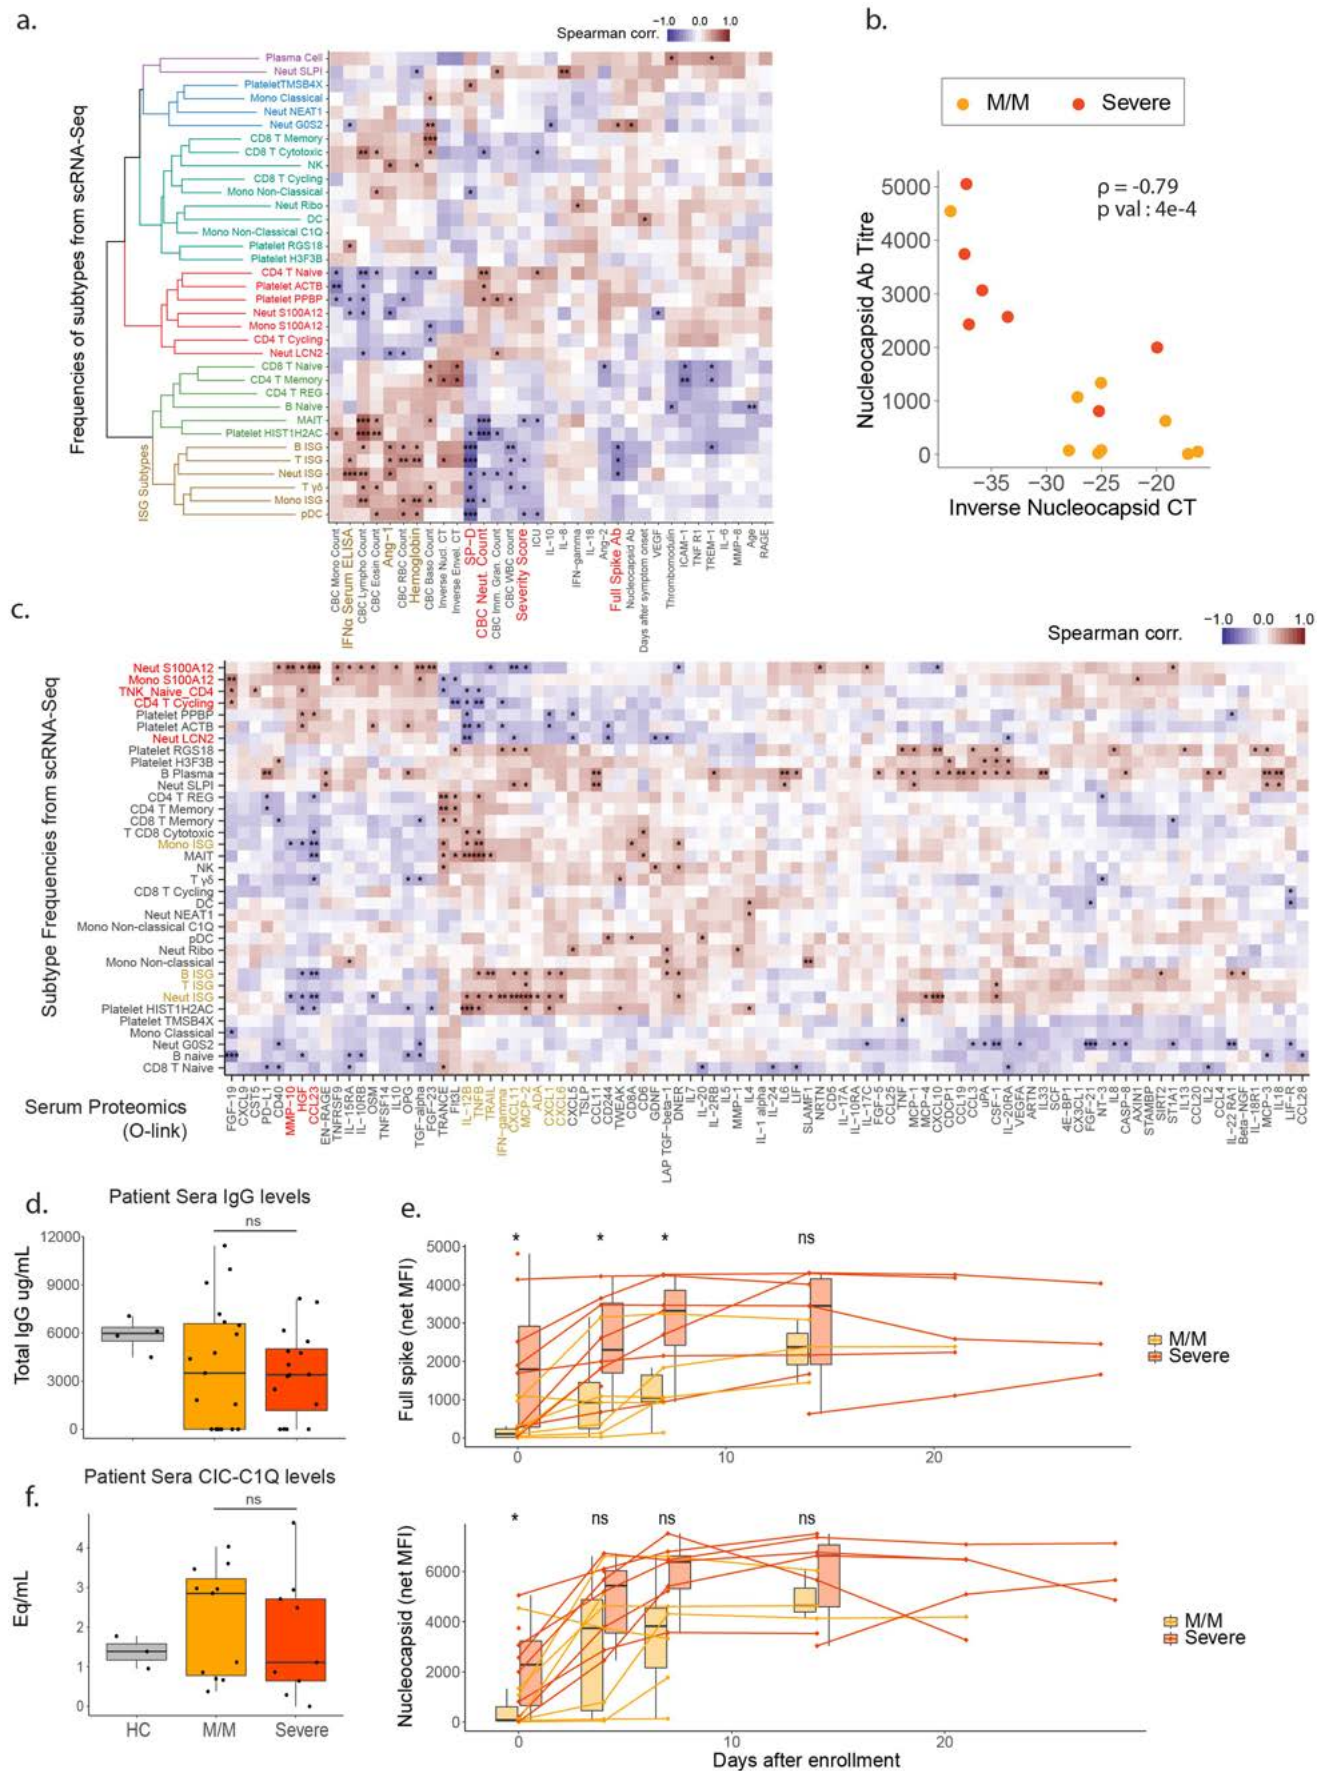 a.
Spearman corr.
−1.0 0.0 1.0
Frequencies of subtypes from scRNA-Seq
ISG Subtypes
Plasma Cell
Neut SLPI
PlateletTMSB4X
Mono Classical
Neut NEAT1
Neut G0S2
CD8 T Memory
CD8 T Cytotoxic
NK
CD8 T Cycling
Mono Non-Classical
Neut Ribo
DC
Mono Non-Classical C1Q
Platelet RGS18
Platelet H3F3B
CD4 T Naive
Platelet ACTB
Platelet PPBP
Neut S100A12
Mono S100A12
CD4 T Cycling
Neut LCN2
CD8 T Naive
CD4 T Memory
CD4 T REG
B Naive
MAIT
Platelet HIST1H2AC
B ISG
T ISG
Neut ISG
T γδ
Mono ISG
pDC
CBC Mono Count
IFNα Serum ELISA
CBC Lympho Count
CBC Eosin Count
Ang-1
CBC RBC Count
Hemoglobin
CBC Baso Count
Inverse Nucl. CT
Inverse Envel. CT
SP-D
CBC Neut. Count
CBC Imm. Gran. Count
CBC WBC count
Severity Score
ICU
IL-10
IL-8
IFN-gamma
IL-18
Ang-2
Full Spike Ab
Nucleocapsid Ab
Days after symptom onset
VEGF
Thrombomodulin
ICAM-1
TNF R1
TREM-1
IL-6
MMP-8
Age
RAGE
b.
M/M
Severe
ρ = -0.79
p val : 4e-4
Nucleocapsid Ab Titre
5000
4000
3000
2000
1000
0
−35 −30 −25 −20
Inverse Nucleocapsid CT
c.
Spearman corr.
−1.0 0.0 1.0
Subtype Frequencies from scRNA-Seq
Neut S100A12
Mono S100A12
TNK_Naive_CD4
CD4 T Cycling
Platelet PPBP
Platelet ACTB
Neut LCN2
Platelet RGS18
Platelet H3F3B
B Plasma
Neut SLPI
CD4 T REG
CD4 T Memory
CD8 T Memory
T CD8 Cytotoxic
Mono ISG
MAIT
NK
T γδ
CD8 T Cycling
DC
Neut NEAT1
Mono Non-classical C1Q
pDC
Neut Ribo
Mono Non-classical
B ISG
T ISG
Neut ISG
Platelet HIST1H2AC
Platelet TMSB4X
Mono Classical
Neut G0S2
B naive
CD8 T Naive
Serum Proteomics
(O-link)
FGF-19
CXCL9
CST5
PD-L1
CD40
MMP-10
HGF
CCL23
EN-RAGE
TNFRSF9
IL-15RA
IL-10RB
OSM
TNFSF14
IL10
OPG
TGF-alpha
FGF-23
TRANCE
Flt3L
IL-12B
TNFB
TRAIL
IFN-gamma
CXCL11
MCP-2
ADA
CXCL1
CXCL6
CXCL5
TSLP
CCL11
CD244
TWEAK
CD8A
CD6
GDNF
LAP TGF-beta-1
DNER
IL7
IL-20
IL-2RB
IL5
MMP-1
IL4
IL-1 alpha
IL-24
IL6
LIF
SLAMF1
NRTN
CD5
IL-17A
IL-10RA
IL-17C
FGF-5
CCL25
TNF
MCP-1
MCP-4
CXCL10
CDCP1
CCL19
CCL3
uPA
CSF-1
IL-20RA
VEGFA
ARTN
IL33
SCF
4E-BP1
CX3CL1
FGF-21
NT-3
IL8
CASP-8
AXIN1
STAMBP
SIRT2
ST1A1
IL13
CCL20
IL2
CCL4
IL-22 RA1
Beta-NGF
IL-18R1
MCP-3
IL18
LIF-R
CCL28
d.
Patient Sera IgG levels
ns
Total IgG ug/mL
12000
9000
6000
3000
0
e.
* * * ns
Full spike (net MFI)
5000
4000
3000
2000
1000
0
0 10 20
M/M
Severe
f.
Patient Sera CIC-C1Q levels
ns
Eq/mL
4
3
2
1
0
HC M/M Severe
* ns ns ns
Nucleocapsid (net MFI)
6000
4000
2000
0
0 10 20
Days after enrollment
M/M
Severe